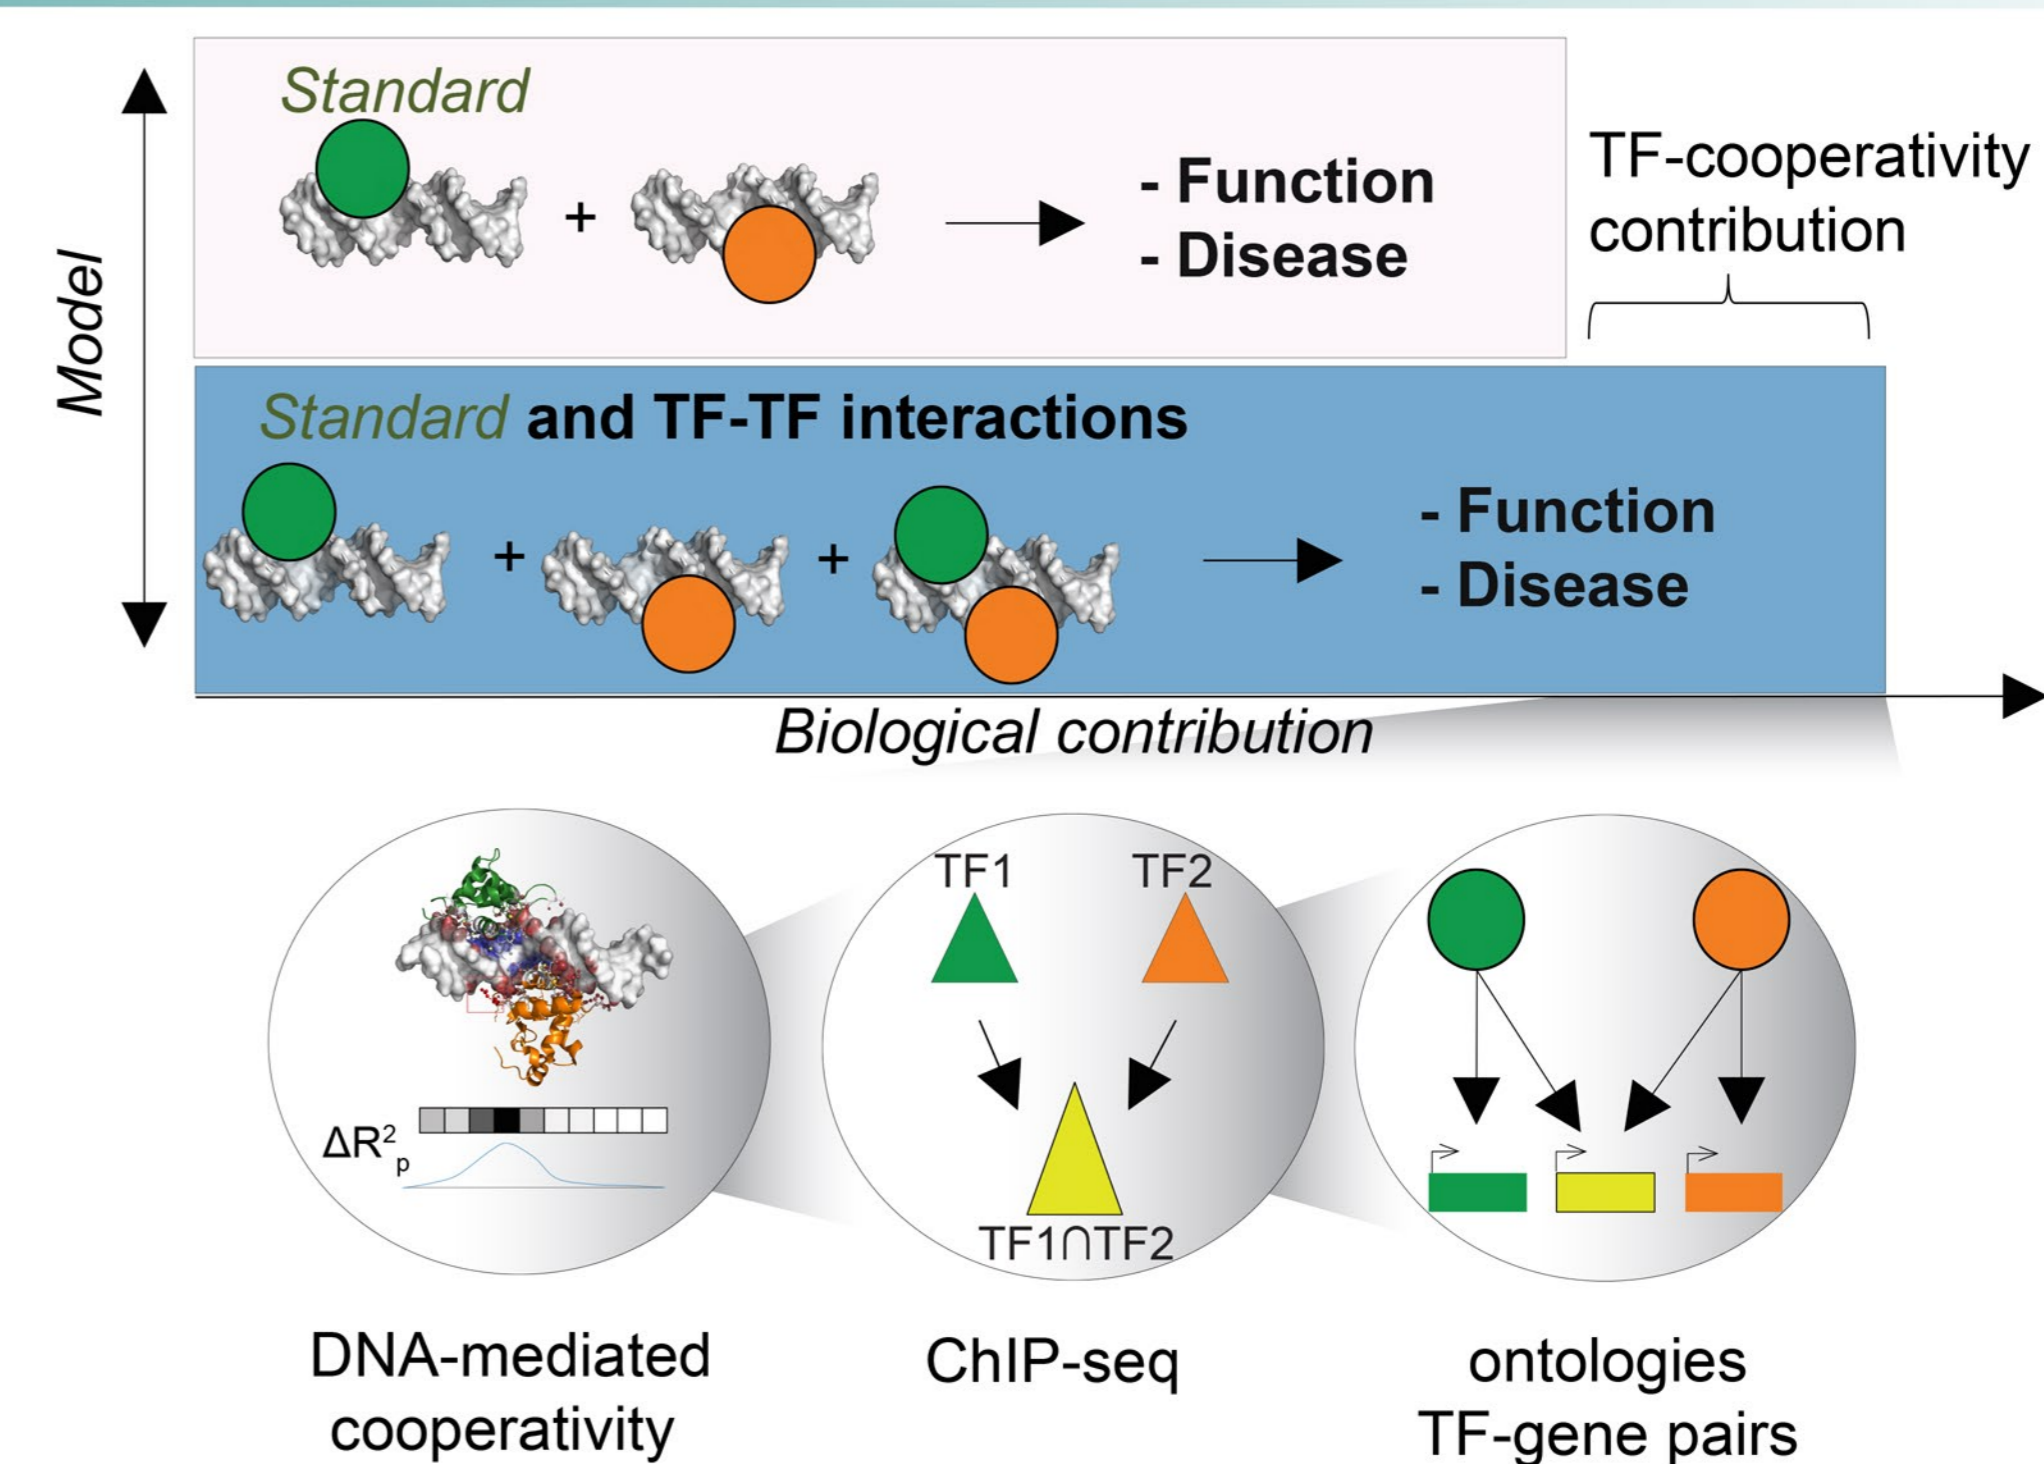 Standard
+
- Function
- Disease
TF-cooperativity
contribution
Model
Standard and TF-TF interactions
+ +
- Function
- Disease
Biological contribution
ΔR²p
TF1 TF2
TF1∩TF2
DNA-mediated
cooperativity
ChIP-seq
ontologies
TF-gene pairs